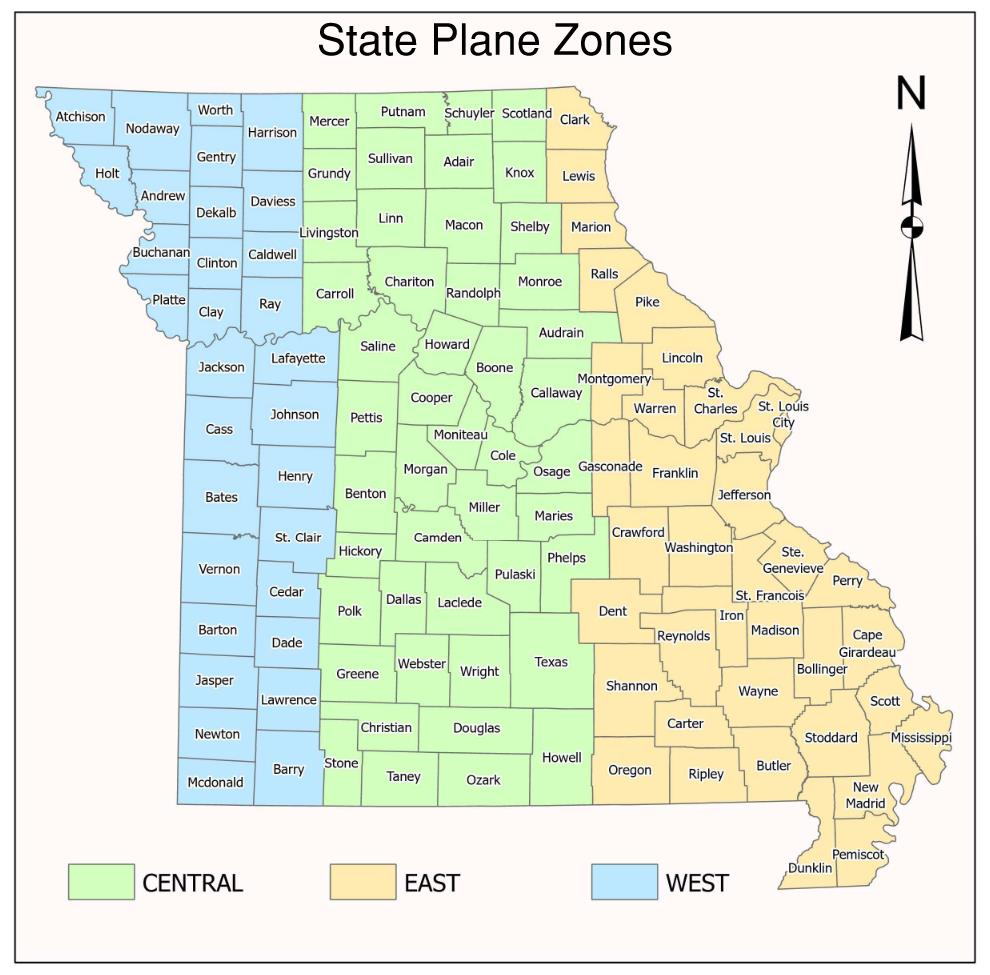 State Plane Zones
N
Atchison
Nodaway
Worth
Harrison
Mercer
Putnam
Schuyler
Scotland
Clark
Holt
Gentry
Grundy
Sullivan
Adair
Knox
Lewis
Andrew
Dekalb
Daviess
Livingston
Linn
Macon
Shelby
Marion
Buchanan
Clinton
Caldwell
Carroll
Chariton
Randolph
Monroe
Ralls
Pike
Platte
Clay
Ray
Saline
Howard
Boone
Audrain
Lincoln
Jackson
Lafayette
Callaway
Montgomery
Warren
St.
Charles
St. Louis
City
Cass
Johnson
Pettis
Cooper
Moniteau
Cole
St. Louis
Bates
Henry
Benton
Morgan
Miller
Osage
Gasconade
Franklin
Jefferson
St. Clair
Hickory
Camden
Maries
Crawford
Washington
Ste.
Genevieve
Vernon
Cedar
Polk
Dallas
Laclede
Pulaski
Phelps
Dent
St. Francois
Perry
Barton
Dade
Greene
Webster
Wright
Texas
Reynolds
Iron
Madison
Cape
Girardeau
Jasper
Lawrence
Shannon
Wayne
Bollinger
Scott
Newton
Christian
Douglas
Carter
Stoddard
Mississippi
Mcdonald
Barry
Stone
Taney
Ozark
Howell
Oregon
Ripley
Butler
New
Madrid
Dunklin
Pemiscot
CENTRAL
EAST
WEST